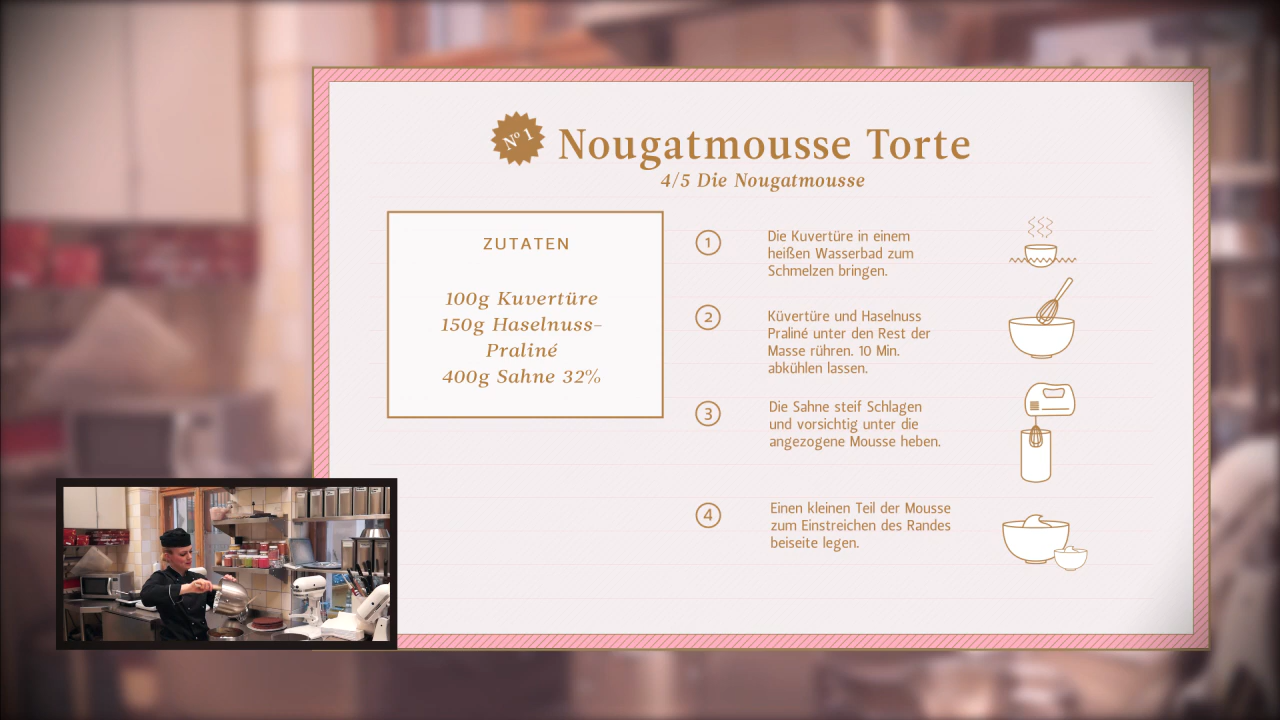 Nº 1
Nougatmousse Torte
4/5 Die Nougatmousse
ZUTATEN
100g Kuvertüre
150g Haselnuss-
Praliné
400g Sahne 32%
1
Die Kuvertüre in einem
heißen Wasserbad zum
Schmelzen bringen.
2
Küvertüre und Haselnuss
Praliné unter den Rest der
Masse rühren. 10 Min.
abkühlen lassen.
3
Die Sahne steif Schlagen
und vorsichtig unter die
angezogene Mousse heben.
4
Einen kleinen Teil der Mousse
zum Einstreichen des Randes
beiseite legen.